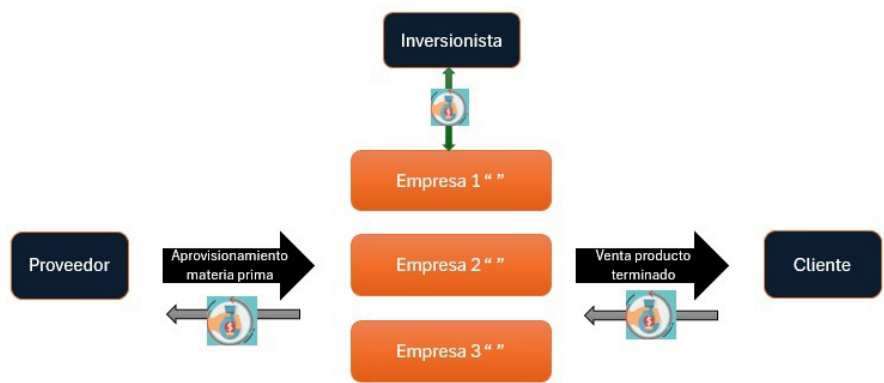 Inversionista
Empresa 1 “ ”
Proveedor
Aprovisionamiento
materia prima
Empresa 2 “ ”
Venta producto
terminado
Cliente
Empresa 3 “ ”